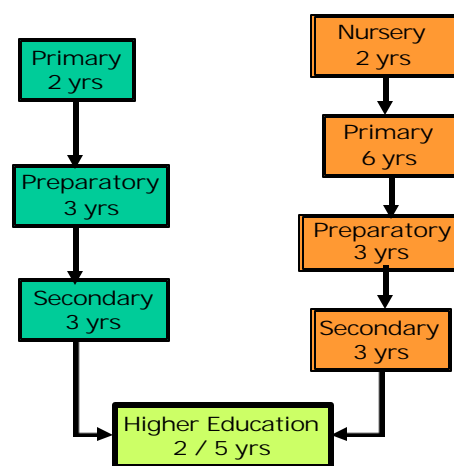 Primary
2 yrs
Preparatory
3 yrs
Secondary
3 yrs
Nursery
2 yrs
Primary
6 yrs
Preparatory
3 yrs
Secondary
3 yrs
Higher Education
2 / 5 yrs